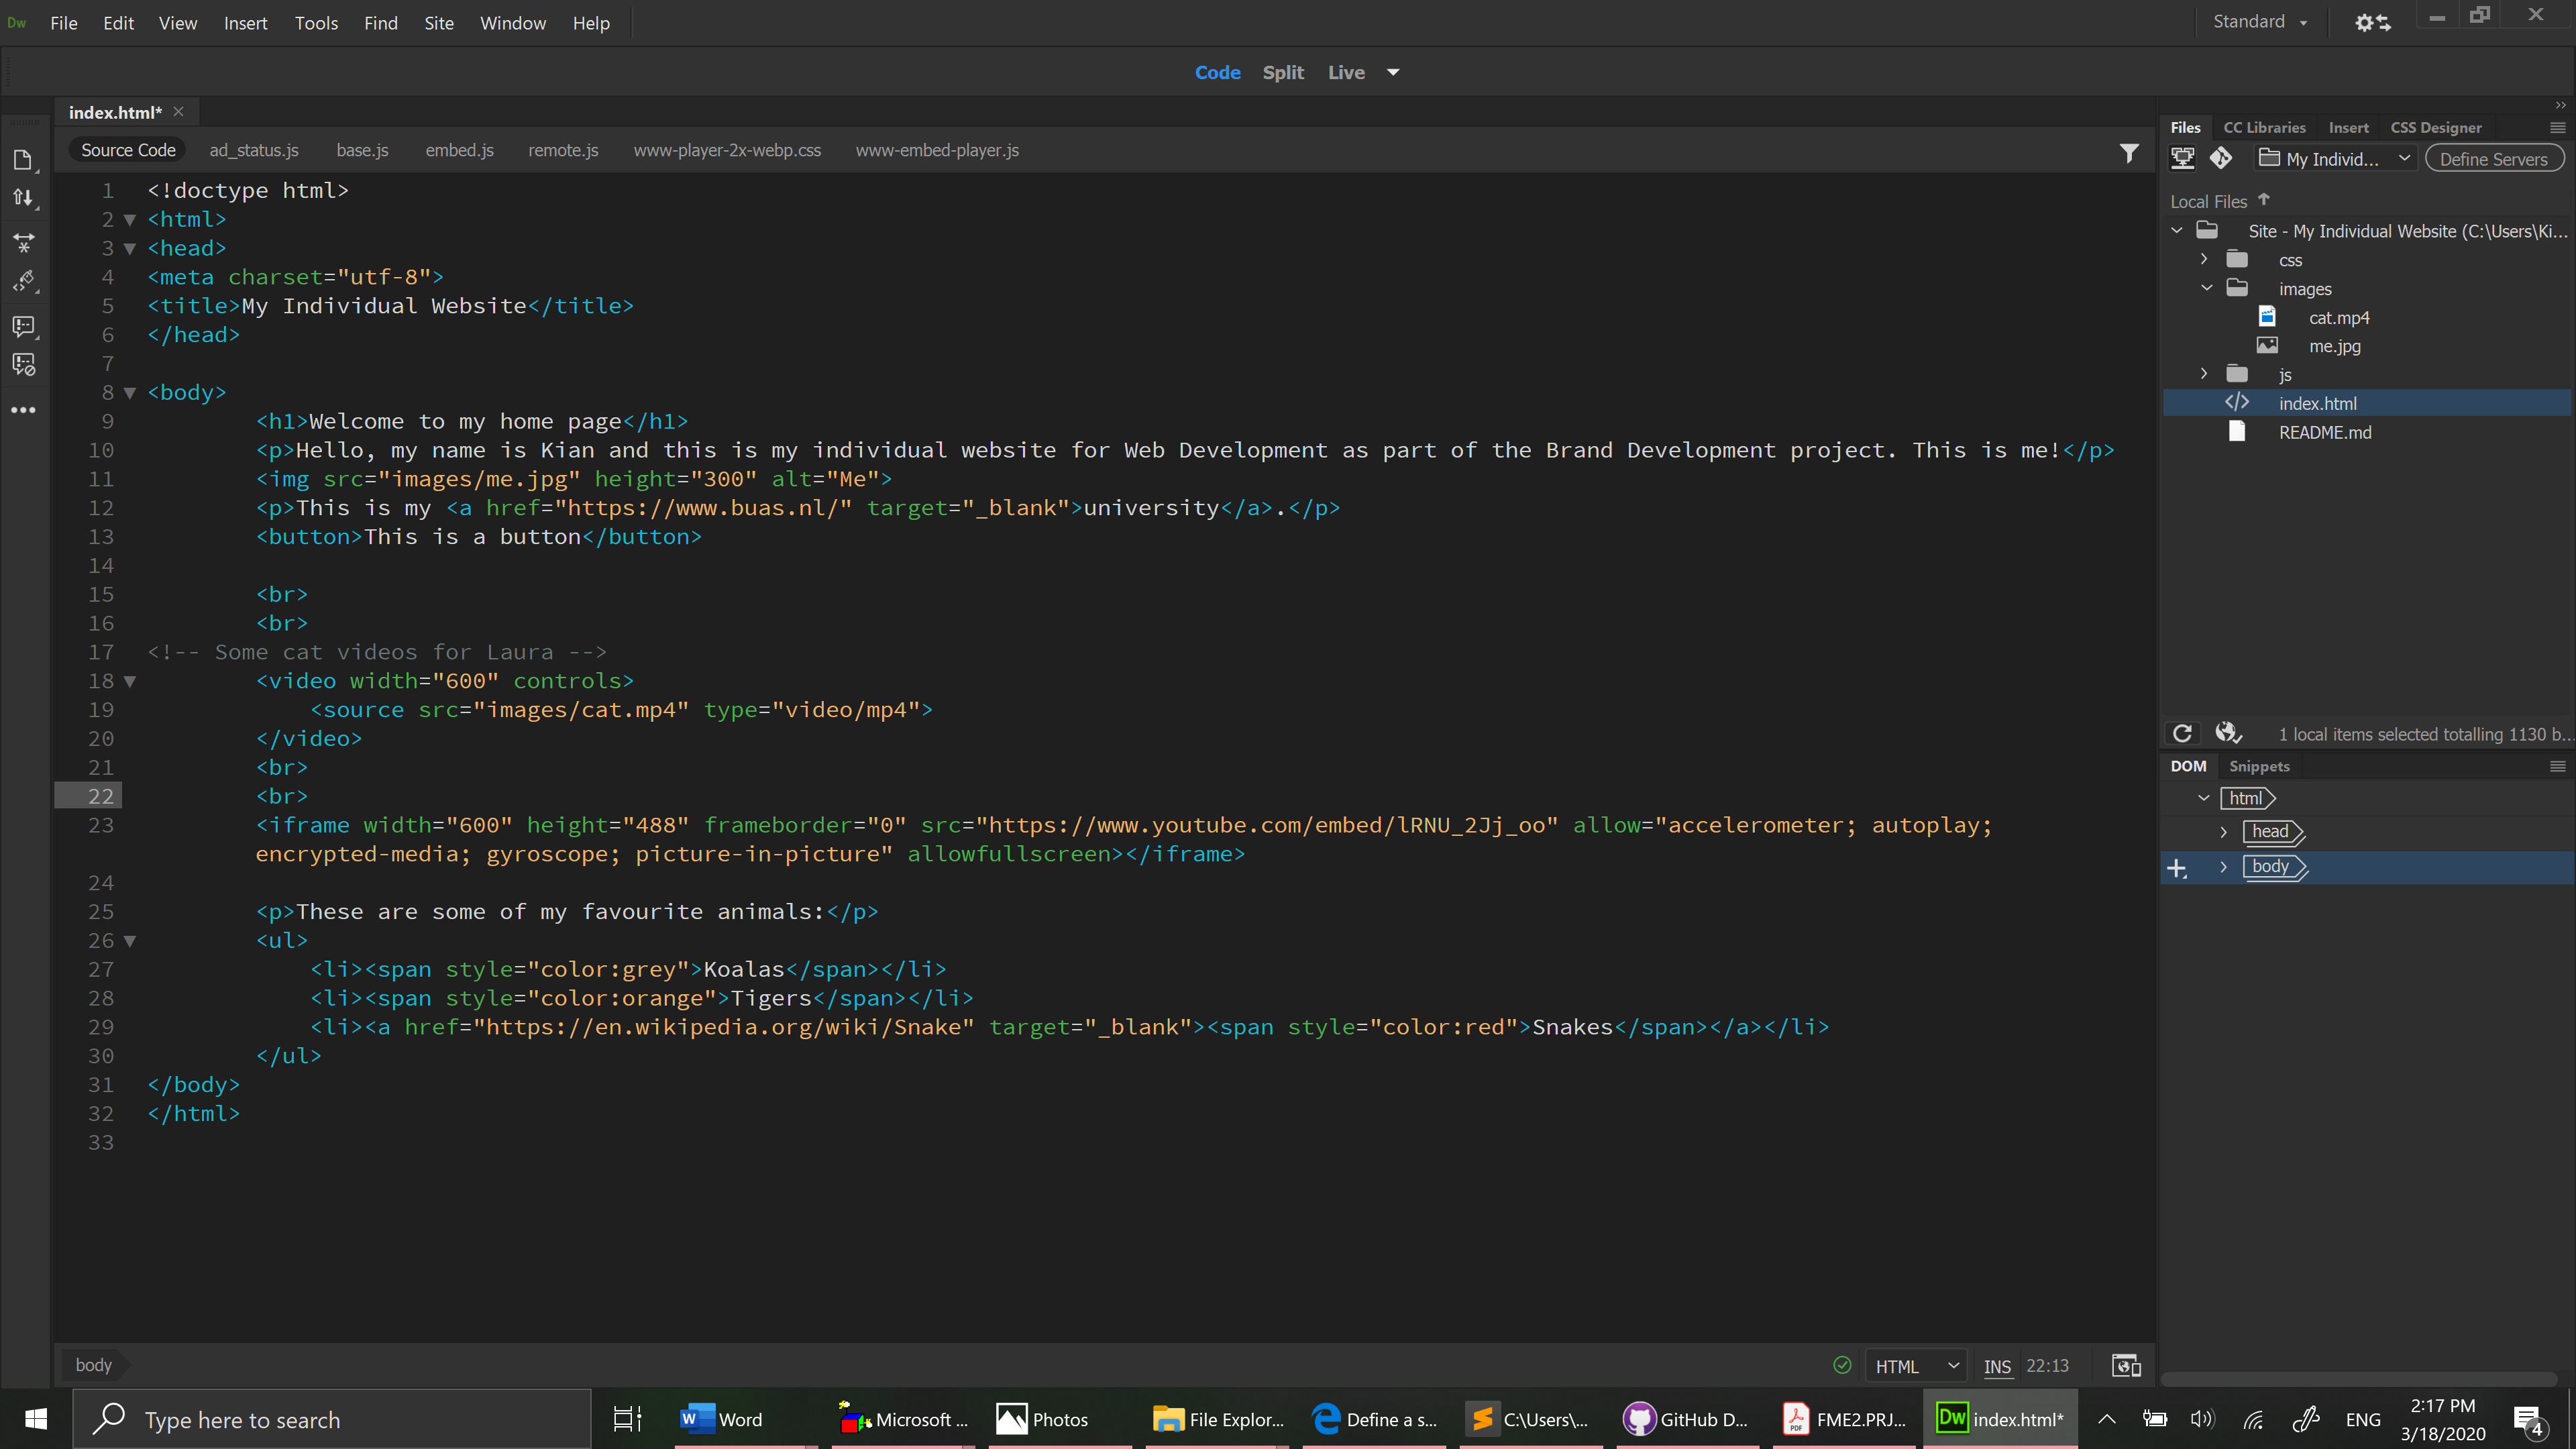 Dw File Edit View Insert Tools Find Site Window Help Standard
Code Split Live
index.html*
Source Code ad_status.js base.js embed.js remote.js www-player-2x-webp.css www-embed-player.js
1 <!doctype html>
2 <html>
3 <head>
4 <meta charset="utf-8">
5 <title>My Individual Website</title>
6 </head>
7
8 <body>
9 <h1>Welcome to my home page</h1>
10 <p>Hello, my name is Kian and this is my individual website for Web Development as part of the Brand Development project. This is me!</p>
11 <img src="images/me.jpg" height="300" alt="Me">
12 <p>This is my <a href="https://www.buas.nl/" target="_blank">university</a>.</p>
13 <button>This is a button</button>
14
15 <br>
16 <br>
17 <!-- Some cat videos for Laura -->
18 <video width="600" controls>
19 <source src="images/cat.mp4" type="video/mp4">
20 </video>
21 <br>
22 <br>
23 <iframe width="600" height="488" frameborder="0" src="https://www.youtube.com/embed/lRNU_2Jj_oo" allow="accelerometer; autoplay;
encrypted-media; gyroscope; picture-in-picture" allowfullscreen></iframe>
24
25 <p>These are some of my favourite animals:</p>
26 <ul>
27 <li><span style="color:grey">Koalas</span></li>
28 <li><span style="color:orange">Tigers</span></li>
29 <li><a href="https://en.wikipedia.org/wiki/Snake" target="_blank"><span style="color:red">Snakes</span></a></li>
30 </ul>
31 </body>
32 </html>
33
body HTML INS 22:13
Files CC Libraries Insert CSS Designer
My Individ... Define Servers
Local Files
Site - My Individual Website (C:\Users\Ki...
css
images
cat.mp4
me.jpg
js
index.html
README.md
1 local items selected totalling 1130 b...
DOM Snippets
html
head
body
Type here to search Word Microsoft ... Photos File Explor... Define a s... C:\Users\... GitHub D... FME2.PRJ... Dw index.html* ENG
2:17 PM
3/18/2020
4